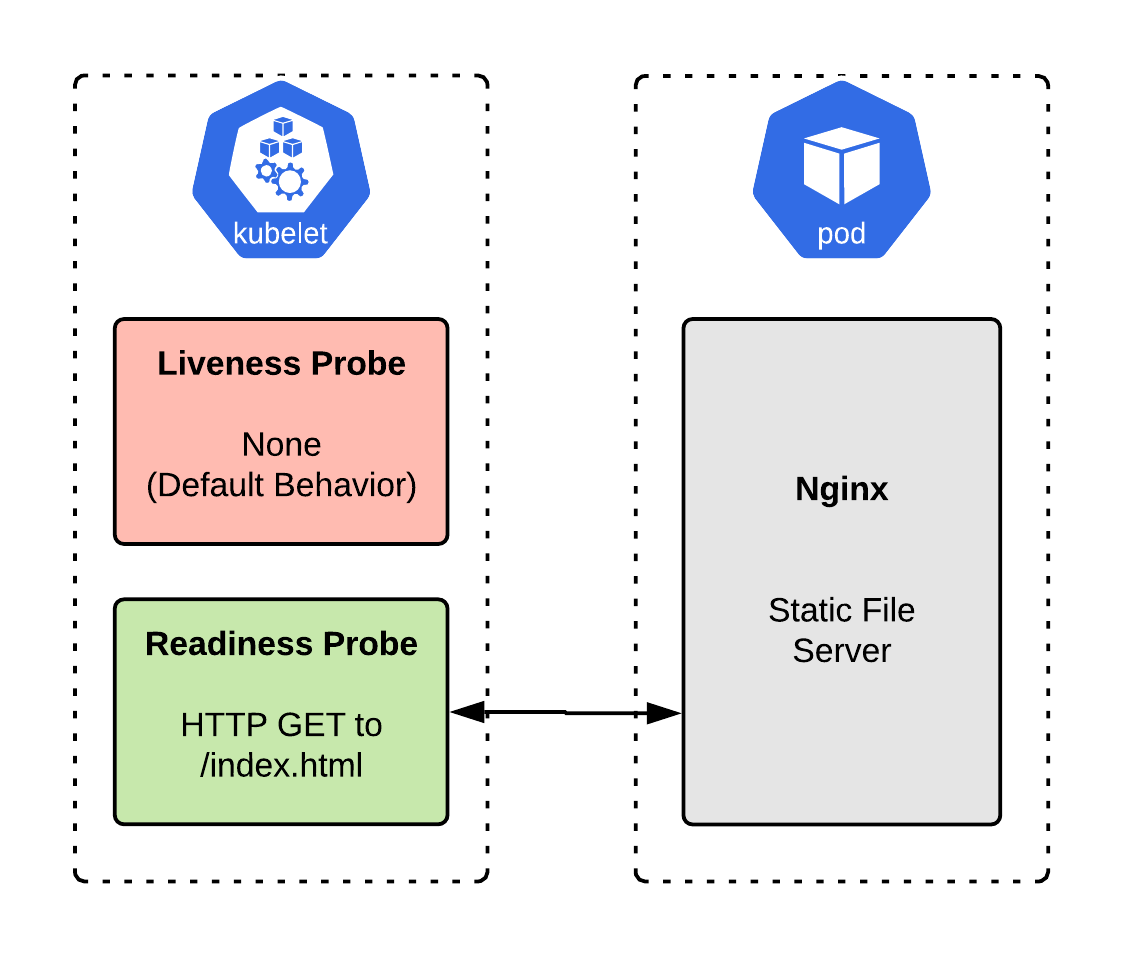 kubelet
Liveness Probe
None
(Default Behavior)
Readiness Probe
HTTP GET to
/index.html
pod
Nginx
Static File
Server